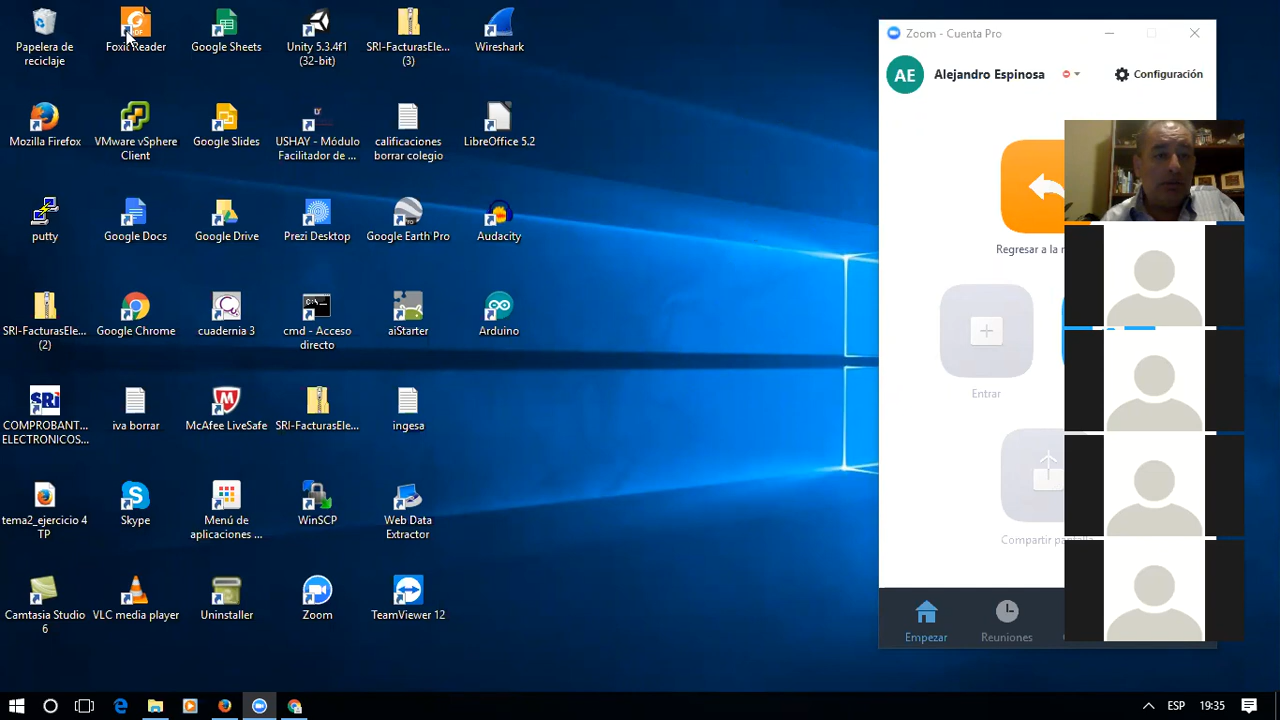 Papelera de
reciclaje
Foxit Reader
Google Sheets
Unity 5.3.4f1
(32-bit)
SRI-FacturasEle...
(3)
Wireshark
Mozilla Firefox
VMware vSphere
Client
Google Slides
USHAY - Módulo
Facilitador de ...
calificaciones
borrar colegio
LibreOffice 5.2
putty
Google Docs
Google Drive
Prezi Desktop
Google Earth Pro
Audacity
SRI-FacturasEle...
(2)
Google Chrome
cuadernia 3
cmd - Acceso
directo
aiStarter
Arduino
SRi
COMPROBANT...
ELECTRONICOS...
iva borrar
McAfee LiveSafe
SRI-FacturasEle...
ingesa
tema2_ejercicio 4
TP
Skype
Menú de
aplicaciones ...
WinSCP
Web Data
Extractor
Camtasia Studio
6
VLC media player
Uninstaller
Zoom
TeamViewer 12
Zoom - Cuenta Pro
AE
Alejandro Espinosa
Configuración
Regresar a la r
Entrar
Compartir pantalla
Empezar
Reuniones
ESP
19:35